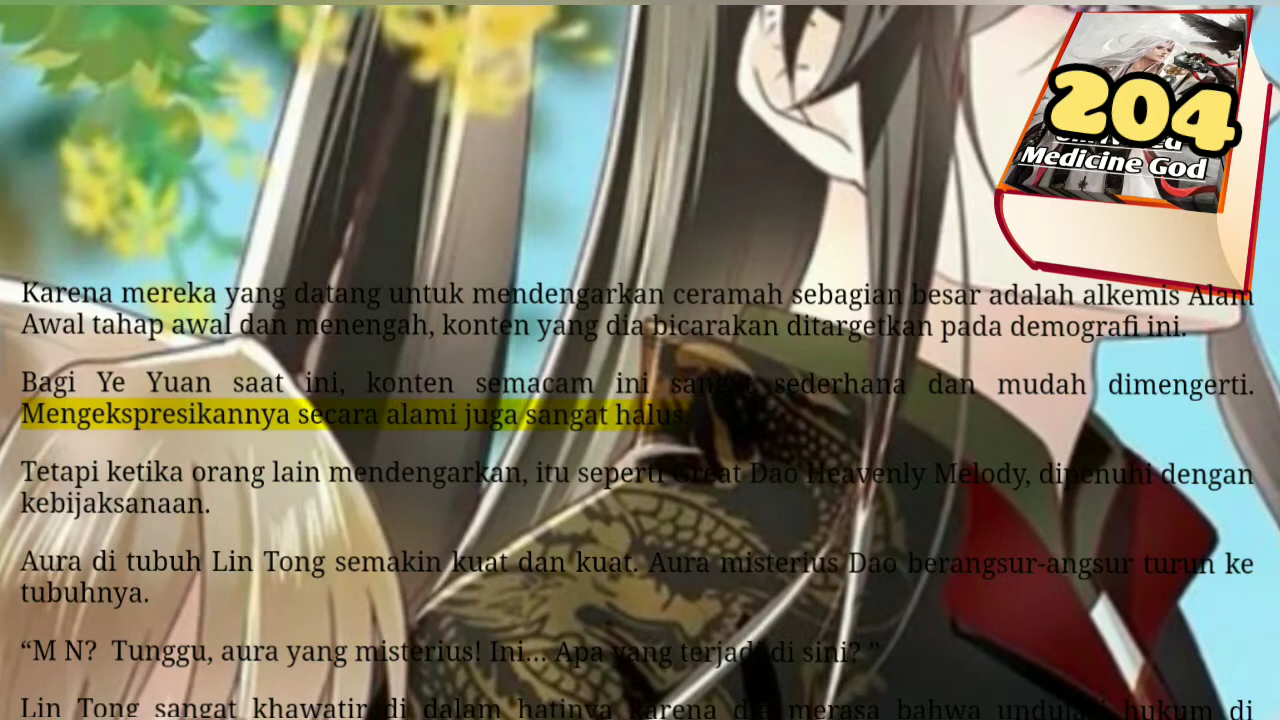 204
Medicine God
Karena mereka yang datang untuk mendengarkan ceramah sebagian besar adalah alkemis Alam
Awal tahap awal dan menengah, konten yang dia bicarakan ditargetkan pada demografi ini.
Bagi Ye Yuan saat ini, konten semacam ini sangat sederhana dan mudah dimengerti.
Mengekspresikannya secara alami juga sangat halus.
Tetapi ketika orang lain mendengarkan, itu seperti Great Dao Heavenly Melody, dipenuhi dengan
kebijaksanaan.
Aura di tubuh Lin Tong semakin kuat dan kuat. Aura misterius Dao berangsur-angsur turun ke
tubuhnya.
“M N? Tunggu, aura yang misterius! Ini... Apa yang terjadi di sini? ”
Lin Tong sangat khawatir di dalam hatinya karena dia merasa bahwa hukum di